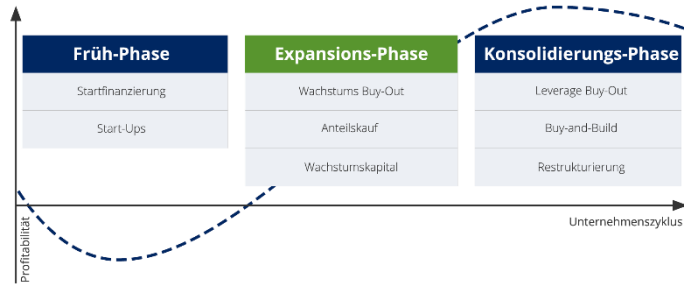 Früh-Phase
Startfinanzierung
Start-Ups
Expansions-Phase
Wachstums Buy-Out
Anteilskauf
Wachstumskapital
Konsolidierungs-Phase
Leverage Buy-Out
Buy-and-Build
Restrukturierung
Profitabilität
Unternehmenszyklus